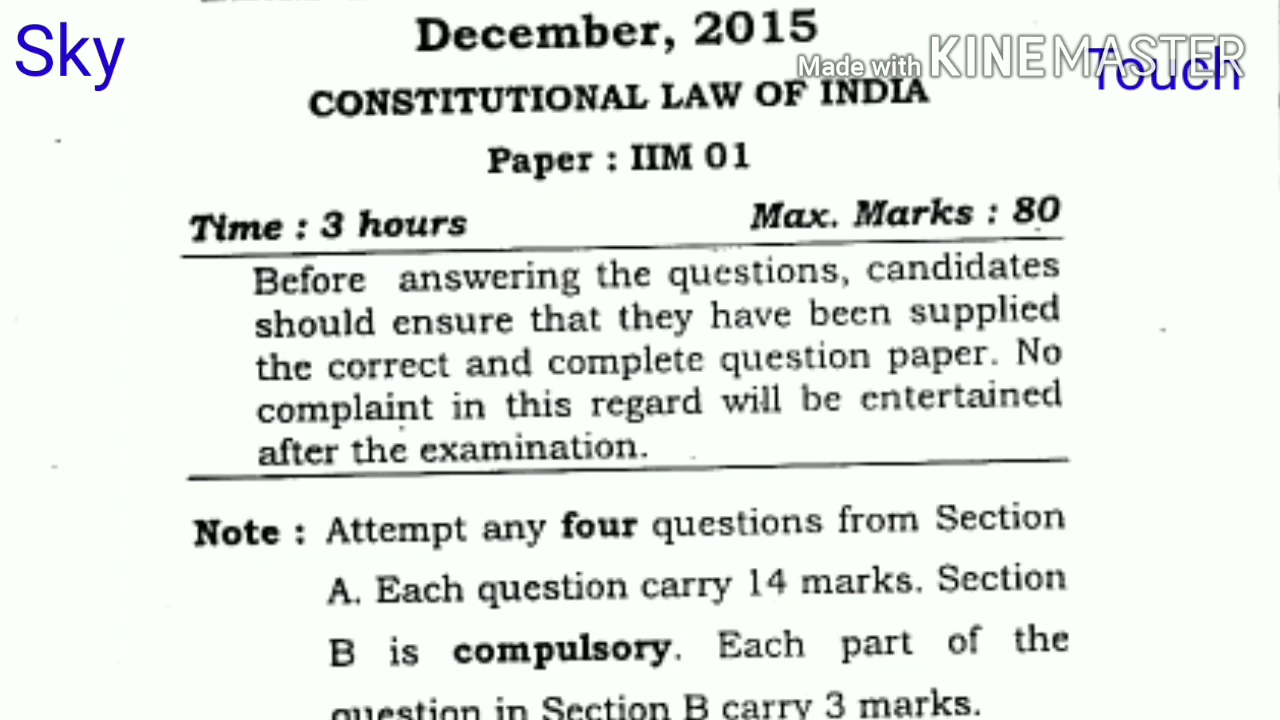 Sky
December, 2015
Made with KINEMASTER
Touch
CONSTITUTIONAL LAW OF INDIA
Paper : IIM 01
Time : 3 hours Max. Marks : 80
Before answering the questions, candidates
should ensure that they have been supplied
the correct and complete question paper. No
complaint in this regard will be entertained
after the examination.
Note : Attempt any four questions from Section
A. Each question carry 14 marks. Section
B is compulsory. Each part of the
question in Section B carry 3 marks.